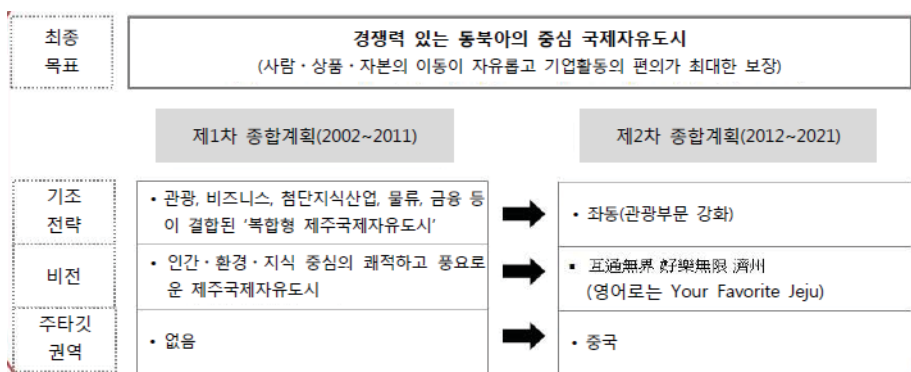 최종
목표
경쟁력 있는 동북아의 중심 국제자유도시
(사람·상품·자본의 이동이 자유롭고 기업활동의 편의가 최대한 보장)
제1차 종합계획(2002~2011)
제2차 종합계획(2012~2021)
기조
전략
• 관광, 비즈니스, 첨단지식산업, 물류, 금융 등
이 결합된 '복합형 제주국제자유도시'
• 좌동(관광부문 강화)
비전
• 인간·환경·지식 중심의 쾌적하고 풍요로
운 제주국제자유도시
▪ 互通無界 好樂無限 濟州
(영어로는 Your Favorite Jeju)
주타깃
권역
• 없음
• 중국